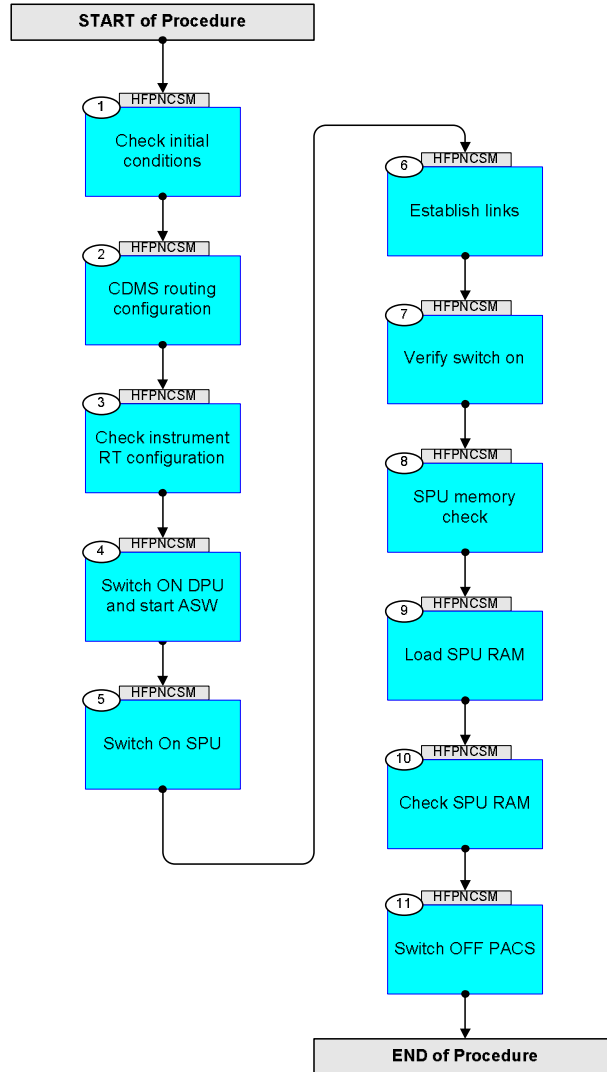 START of Procedure
HFPNCSM
1
Check initial
conditions
HFPNCSM
2
CDMS routing
configuration
HFPNCSM
3
Check instrument
RT configuration
HFPNCSM
4
Switch ON DPU
and start ASW
HFPNCSM
5
Switch On SPU
HFPNCSM
6
Establish links
HFPNCSM
7
Verify switch on
HFPNCSM
8
SPU memory
check
HFPNCSM
9
Load SPU RAM
HFPNCSM
10
Check SPU RAM
HFPNCSM
11
Switch OFF PACS
END of Procedure